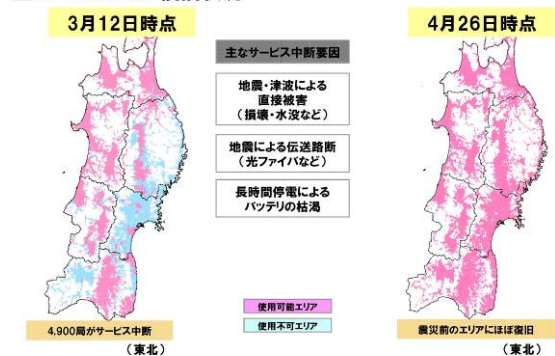 3月12日時点
4,900局がサービス中断
（東北）
主なサービス中断要因
地震・津波による
直接被害
（損壊・水没など）
地震による伝送路断
（光ファイバなど）
長時間停電による
バッテリの枯渇
使用可能エリア
使用不可エリア
4月26日時点
震災前のエリアにほぼ復旧
（東北）